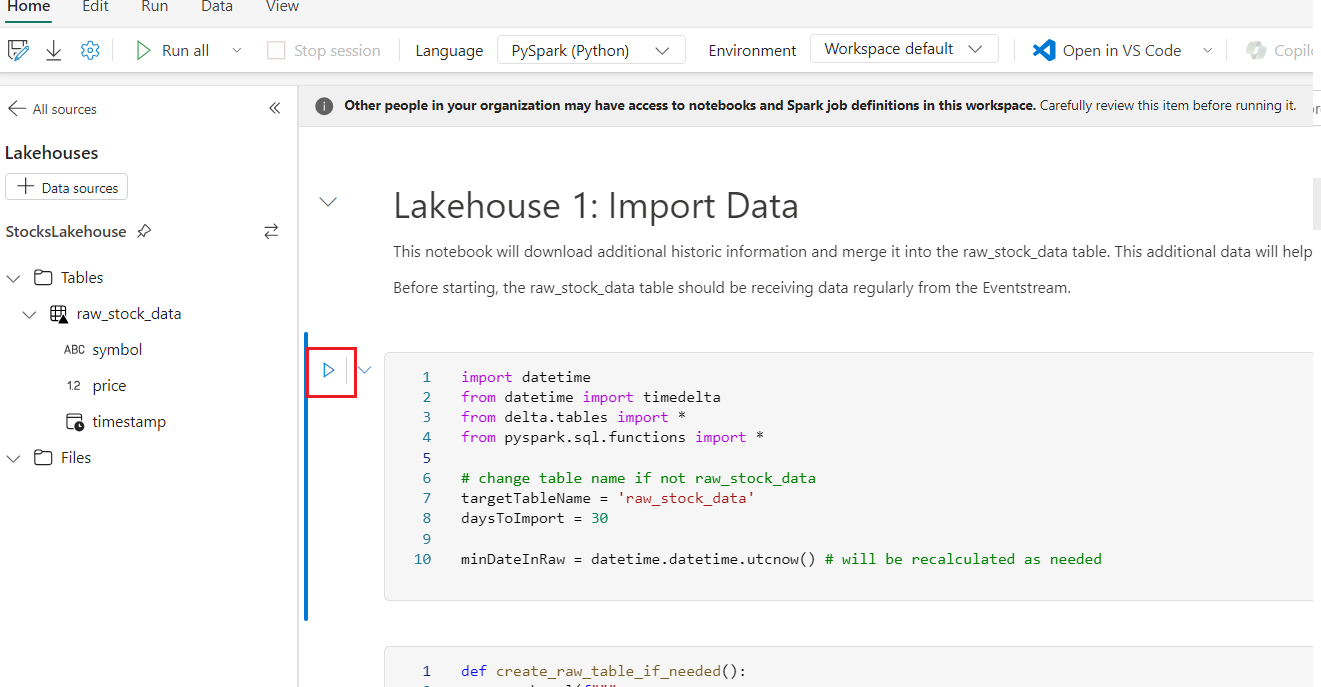 Home Edit Run Data View
Run all Stop session Language PySpark (Python) Environment Workspace default Open in VS Code
All sources
Lakehouses
Data sources
StocksLakehouse
Tables
raw_stock_data
ABC symbol
1.2 price
timestamp
Files
Other people in your organization may have access to notebooks and Spark job definitions in this workspace. Carefully review this item before running it.
Lakehouse 1: Import Data
This notebook will download additional historic information and merge it into the raw_stock_data table. This additional data will help
Before starting, the raw_stock_data table should be receiving data regularly from the Eventstream.
1 import datetime
2 from datetime import timedelta
3 from delta.tables import *
4 from pyspark.sql.functions import *
5
6 # change table name if not raw_stock_data
7 targetTableName = 'raw_stock_data'
8 daysToImport = 30
9
10 minDateInRaw = datetime.datetime.utcnow() # will be recalculated as needed
1 def create_raw_table_if_needed():